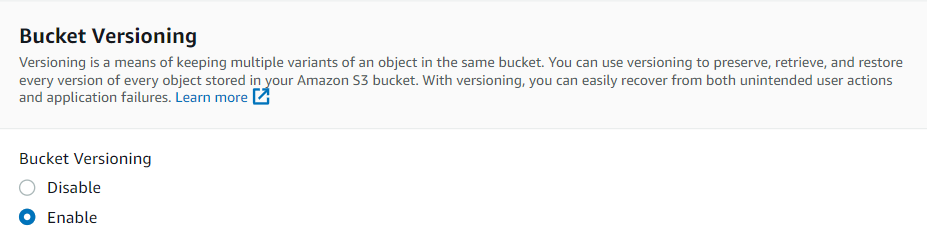 Bucket Versioning
Versioning is a means of keeping multiple variants of an object in the same bucket. You can use versioning to preserve, retrieve, and restore
every version of every object stored in your Amazon S3 bucket. With versioning, you can easily recover from both unintended user actions
and application failures. Learn more
Bucket Versioning
Disable
Enable